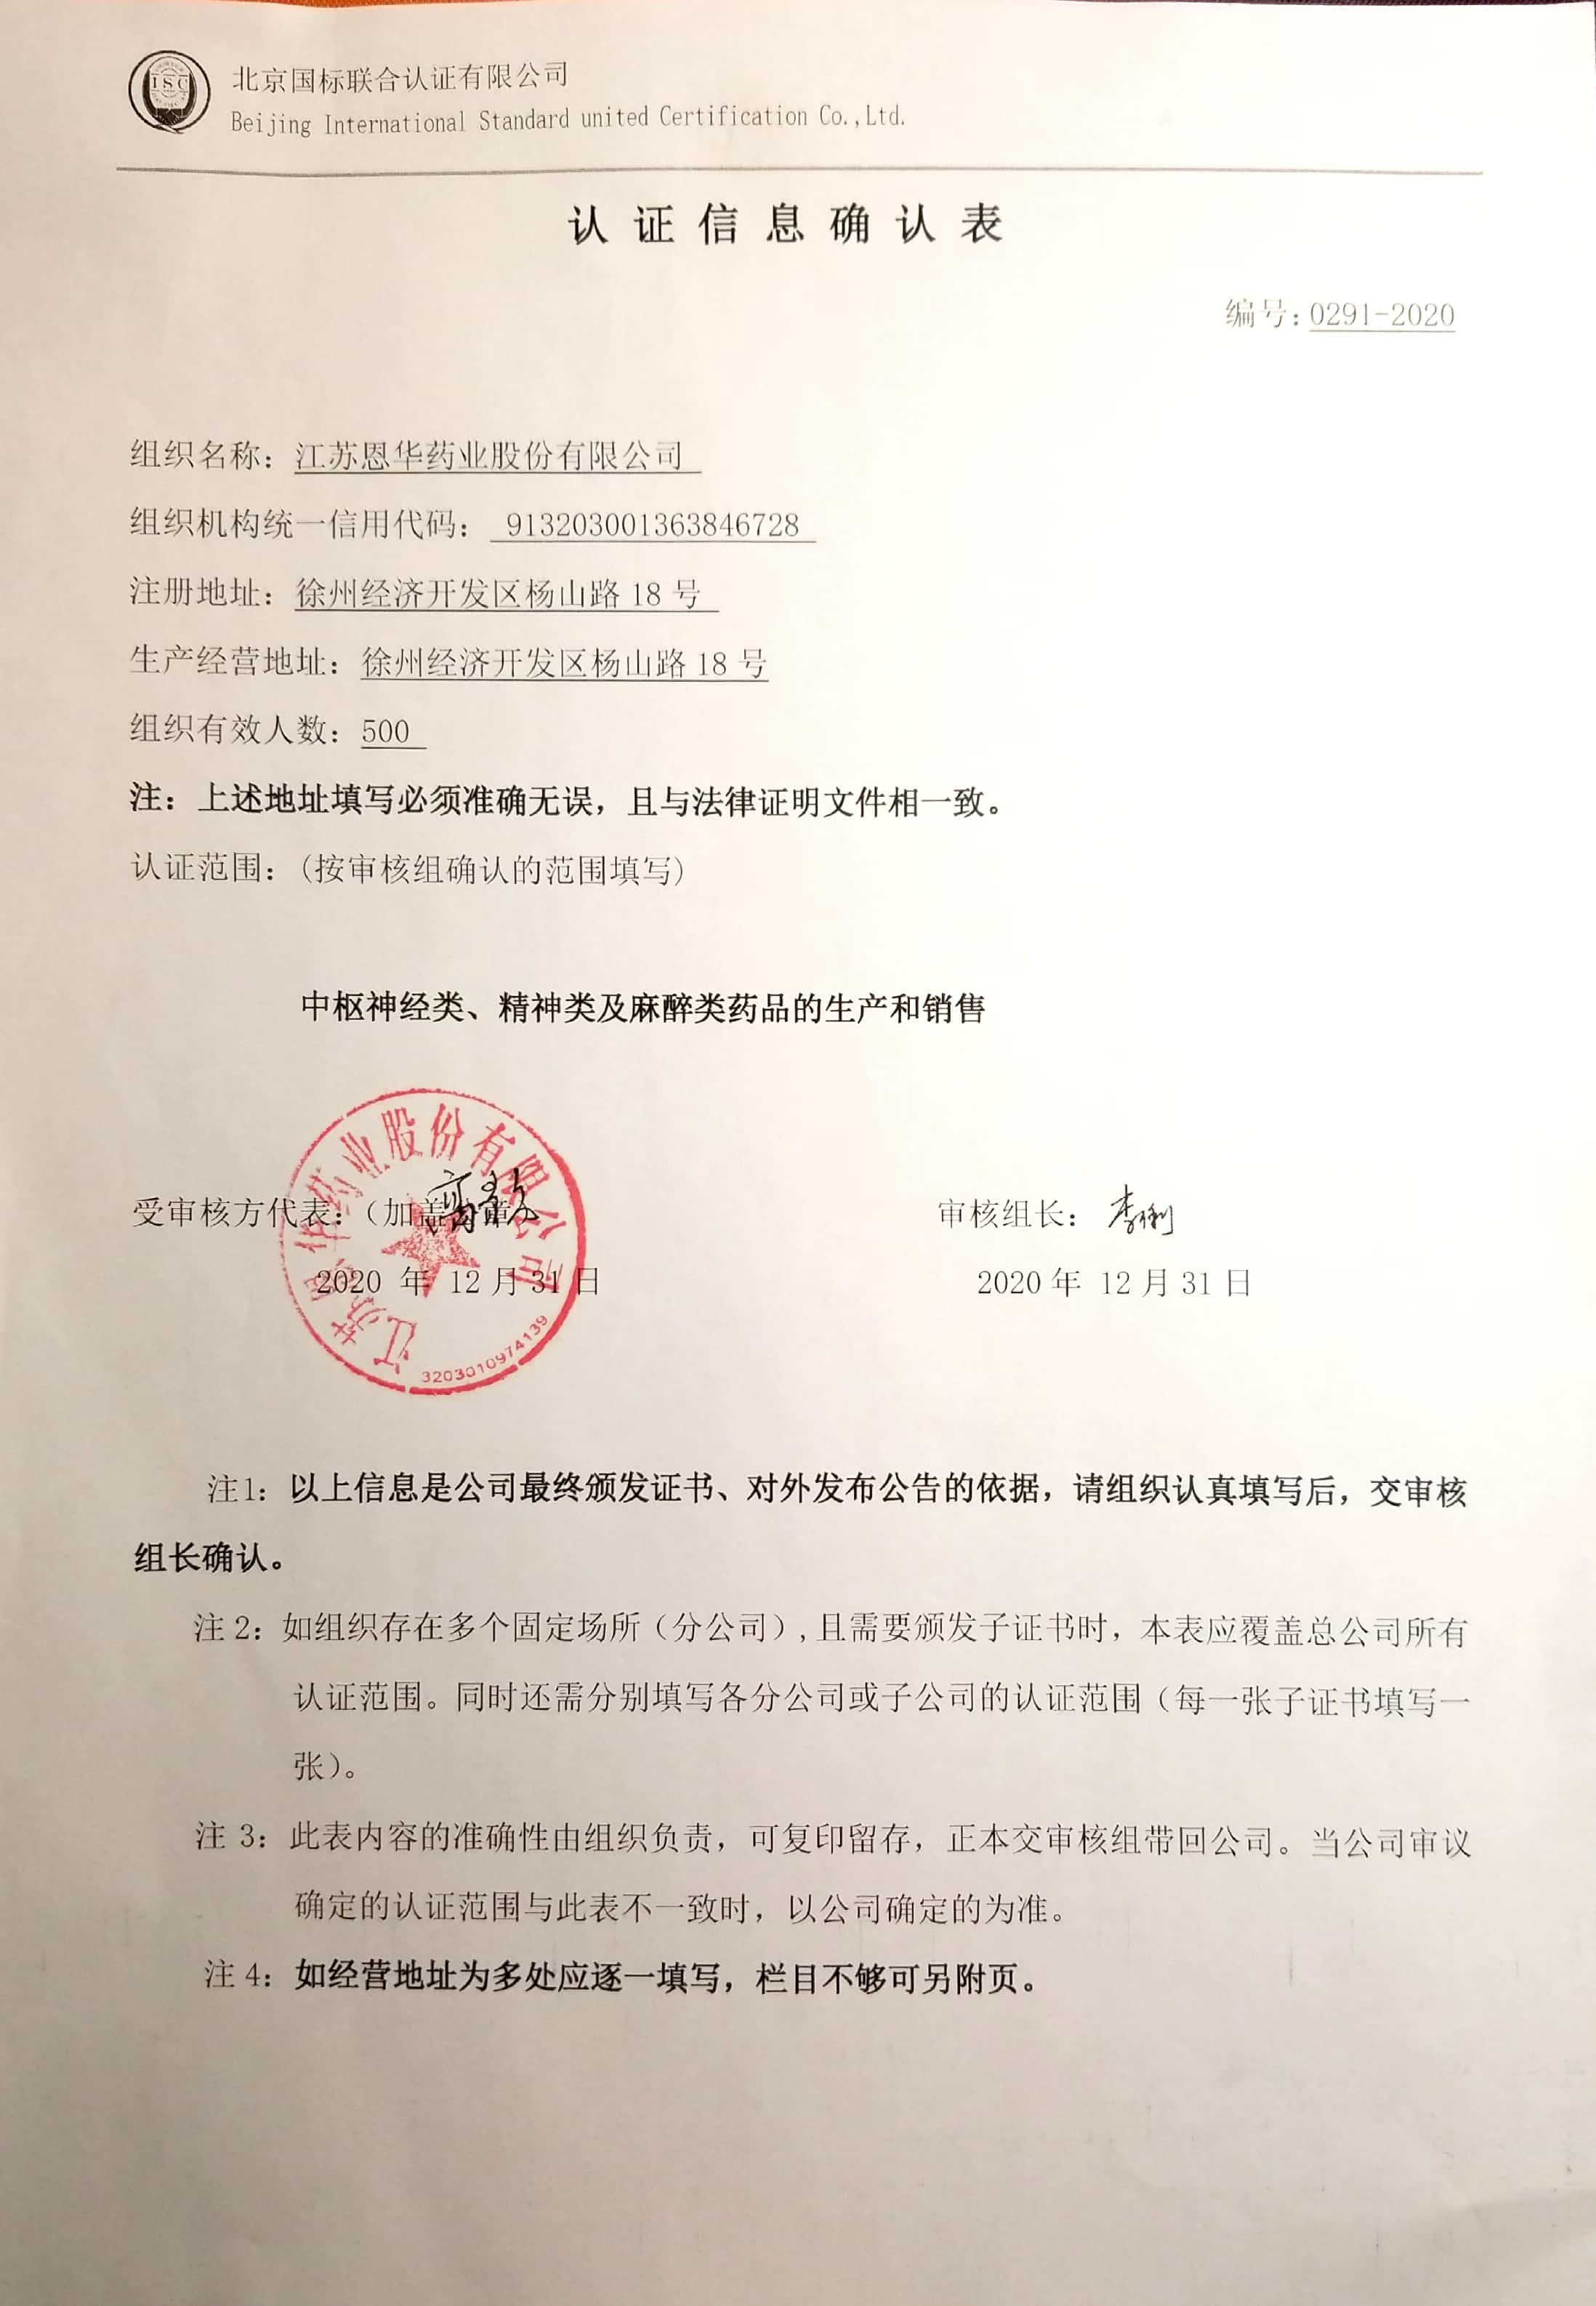 ISC
北京国标联合认证有限公司
Beijing International Standard united Certification Co.,Ltd.
认证信息确认表
编号：0291-2020
组织名称：江苏恩华药业股份有限公司
组织机构统一信用代码：913203001363846728
注册地址：徐州经济开发区杨山路 18 号
生产经营地址：徐州经济开发区杨山路 18 号
组织有效人数：500
注：上述地址填写必须准确无误，且与法律证明文件相一致。
认证范围：（按审核组确认的范围填写）
中枢神经类、精神类及麻醉类药品的生产和销售
江苏恩华药业股份有限公司
受审核方代表：（加盖公章）
审核组长：李俐
2020 年 12 月 31 日
2020 年 12 月 31 日
3203010974139
注1：以上信息是公司最终颁发证书、对外发布公告的依据，请组织认真填写后，交审核
组长确认。
注 2：如组织存在多个固定场所（分公司）,且需要颁发子证书时，本表应覆盖总公司所有
认证范围。同时还需分别填写各分公司或子公司的认证范围（每一张子证书填写一
张）。
注 3：此表内容的准确性由组织负责，可复印留存，正本交审核组带回公司。当公司审议
确定的认证范围与此表不一致时，以公司确定的为准。
注 4：如经营地址为多处应逐一填写，栏目不够可另附页。